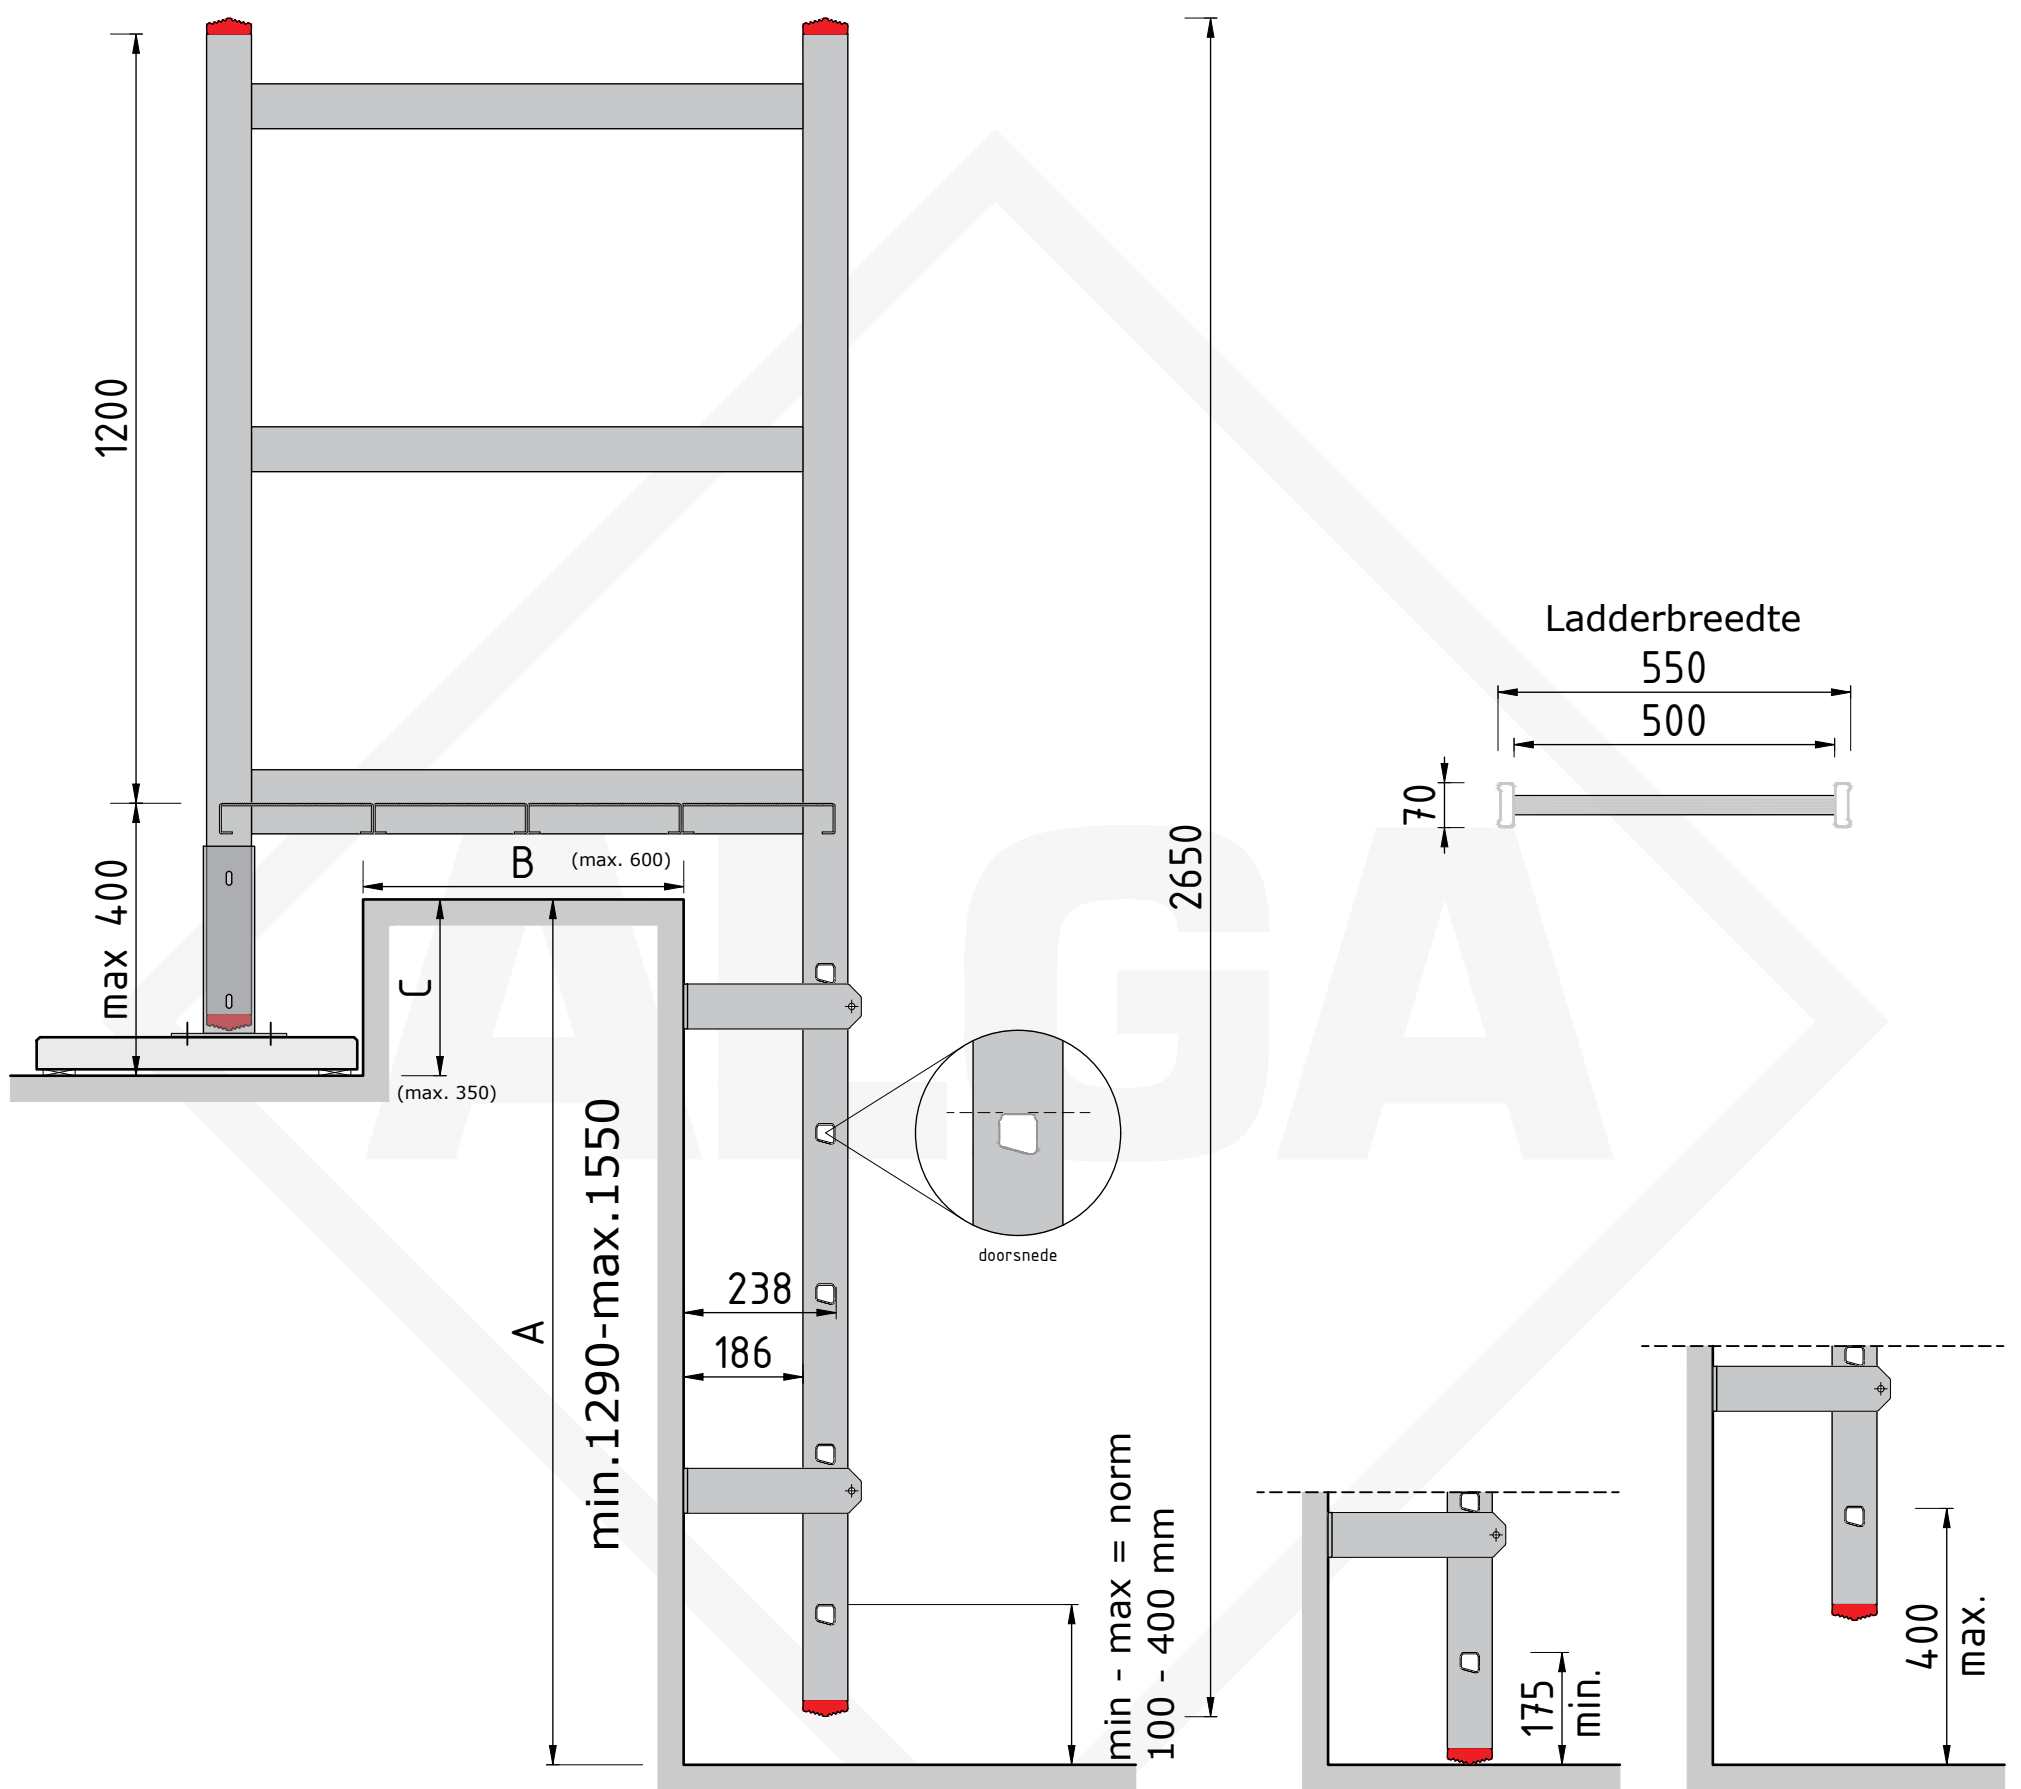 1200
max 400
B (max. 600)
C
(max. 350)
A
min.1290-max.1550
238
186
doorsnede
2650
min - max = norm
100 - 400 mm
Ladderbreedte
550
500
70
175
min.
400
max.
ALGA